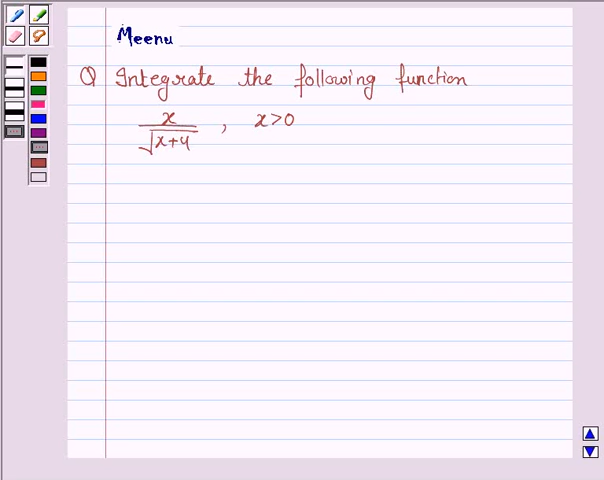 Meenu
Q Integrate the following function
x/√x+4 , x>0